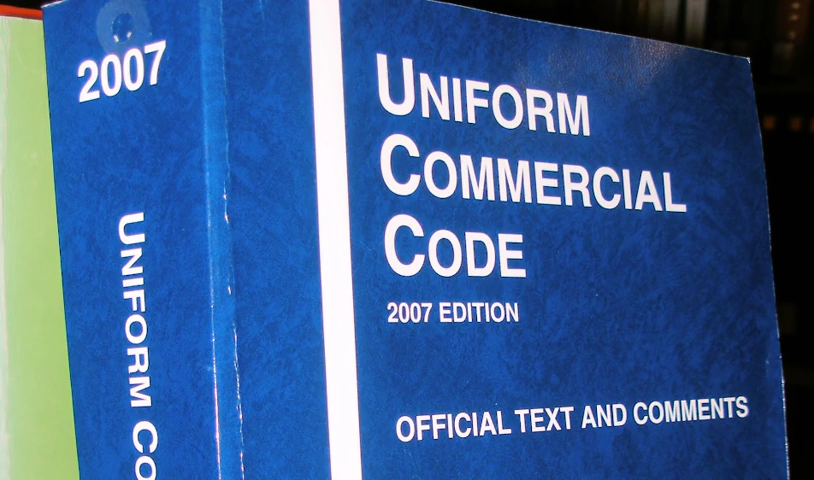 2007
UNIFORM CO
UNIFORM
COMMERCIAL
CODE
2007 EDITION
OFFICIAL TEXT AND COMMENTS